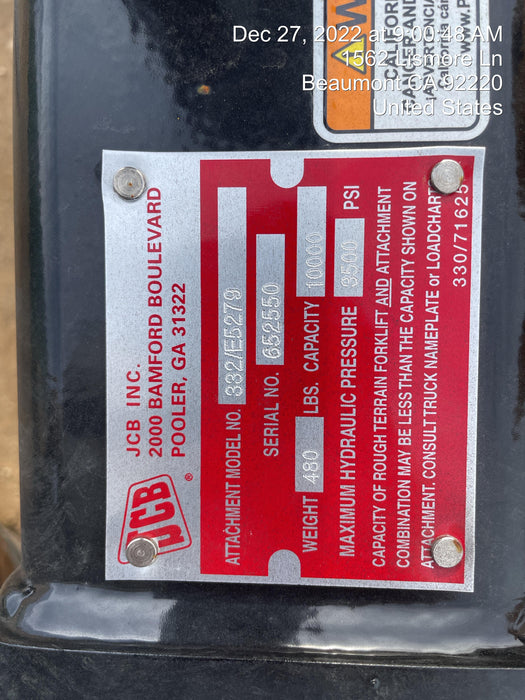 Dec 27, 2022 at 9:00:48 AM
1562 Lismore Ln
Beaumont CA 92220
United States
JCB
®
JCB INC.
2000 BAMFORD BOULEVARD
POOLER, GA 31322
ATTACHMENT MODEL NO. 332/E5279
SERIAL NO. 652550
WEIGHT 480 LBS. CAPACITY 10000
MAXIMUM HYDRAULIC PRESSURE 3500 PSI
CAPACITY OF ROUGH TERRAIN FORKLIFT AND ATTACHMENT
COMBINATION MAY BE LESS THAN THE CAPACITY SHOWN ON
ATTACHMENT. CONSULT TRUCK NAMEPLATE or LOADCHART
330/71625